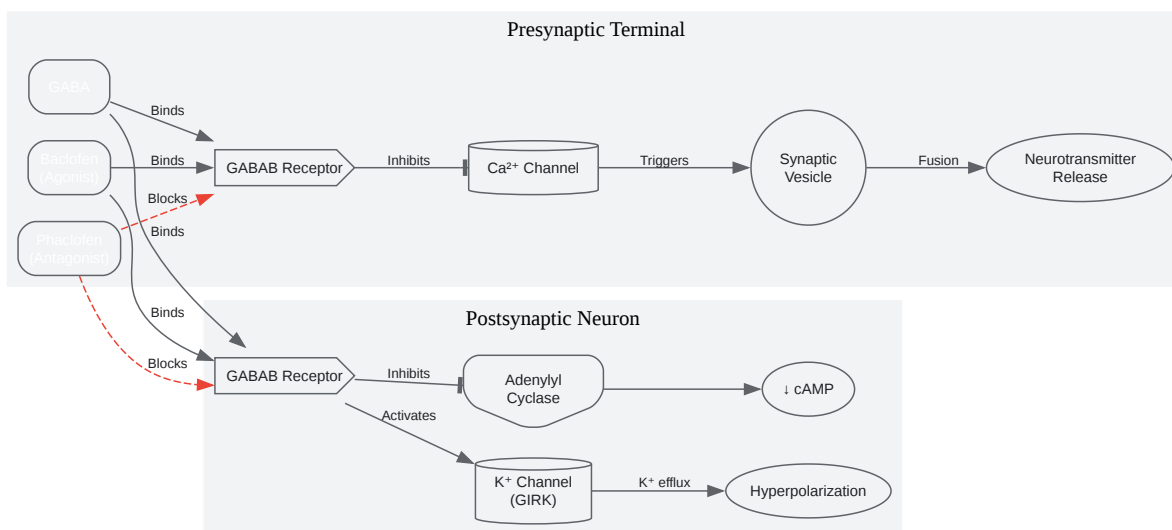 Presynaptic Terminal
GABA
Binds
Baclofen
(Agonist)
Binds
GABAB Receptor
Inhibits
Ca²⁺ Channel
Triggers
Synaptic
Vesicle
Fusion
Neurotransmitter
Release
Blocks
Phaclofen
(Antagonist)
Binds
Binds
Blocks
Postsynaptic Neuron
GABAB Receptor
Inhibits
Adenylyl
Cyclase
↓ cAMP
Activates
K⁺ Channel
(GIRK)
K⁺ efflux
Hyperpolarization